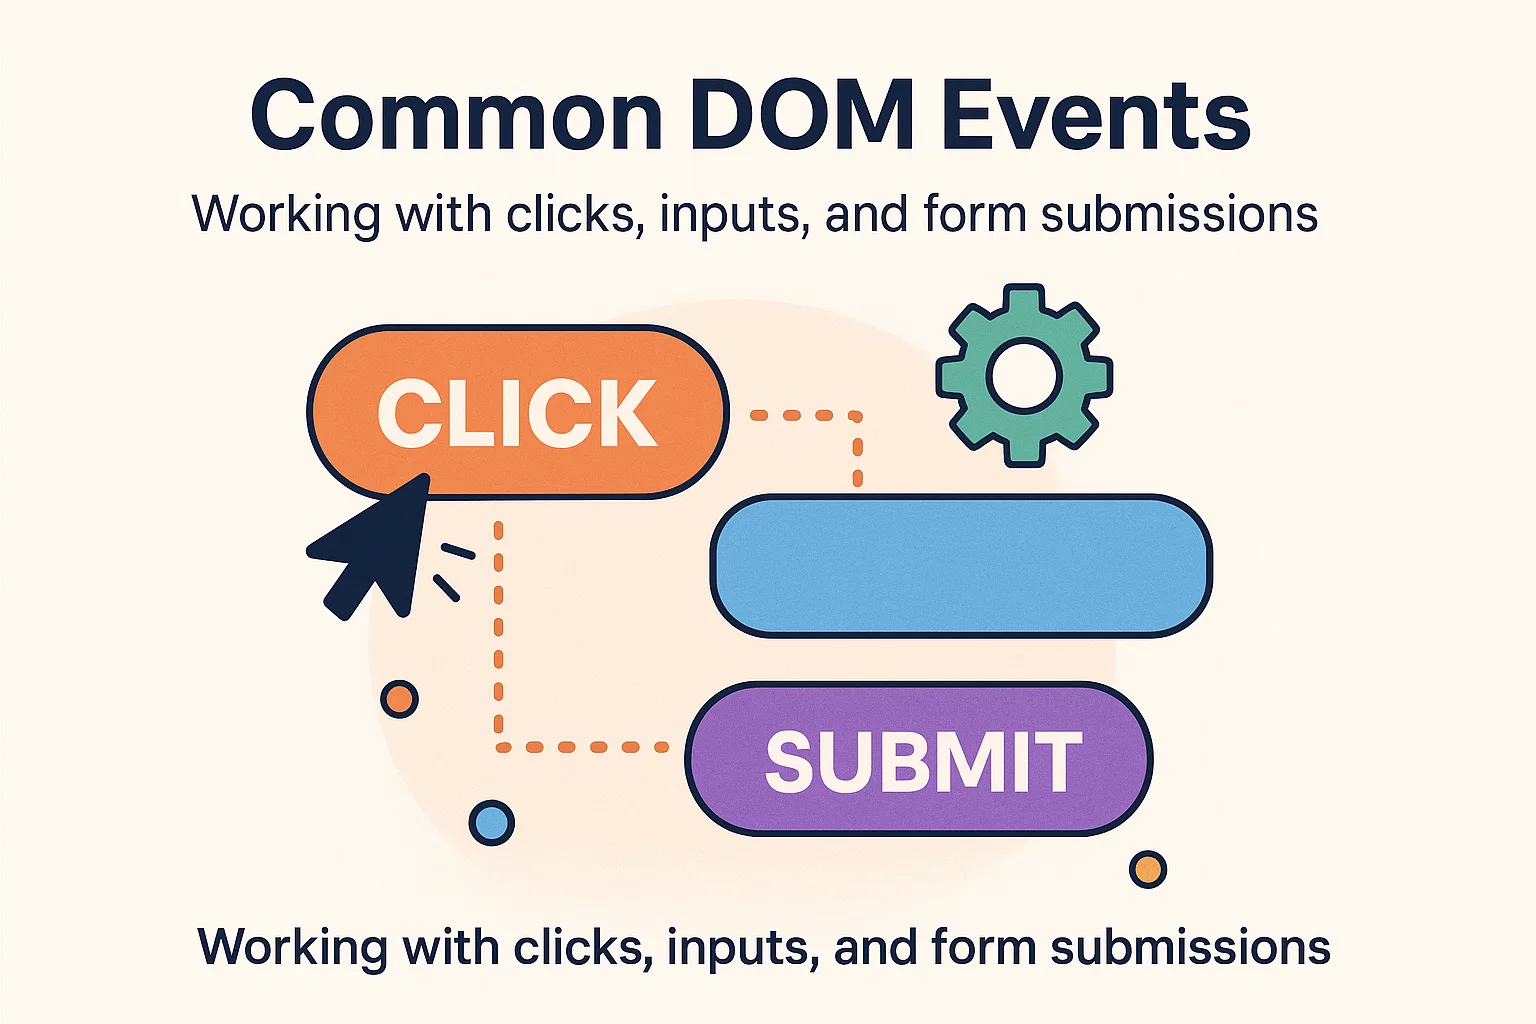 Common DOM Events
Working with clicks, inputs, and form submissions
CLICK
SUBMIT
Working with clicks, inputs, and form submissions